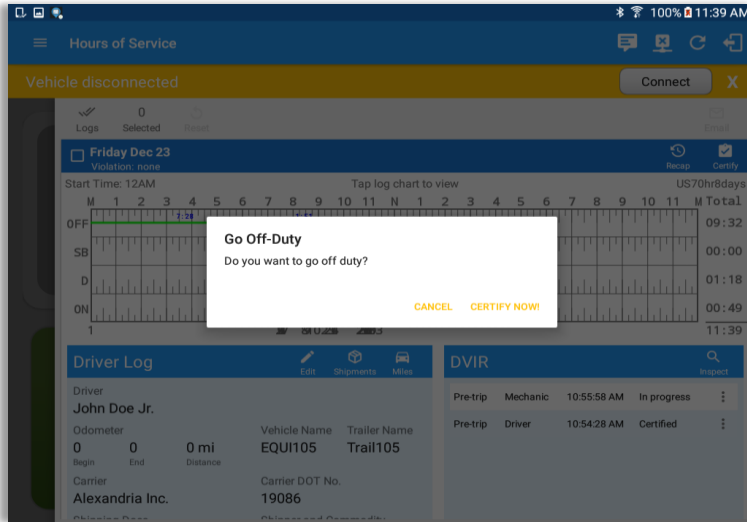 100% 11:39 AM
Hours of Service
Vehicle disconnected
Connect X
0
Logs Selected Reset Email
Friday Dec 23
Violation: none
Recap Certify
Start Time: 12AM Tap log chart to view US70hr8days
M 1 2 3 4 5 6 7 8 9 10 11 N 1 2 3 4 5 6 7 8 9 10 11 M Total
7:28
OFF 09:32
SB 00:00
D 01:18
ON 00:49
1
11:39
Go Off-Duty
Do you want to go off duty?
CANCEL CERTIFY NOW!
Driver Log
Edit Shipments Miles
Driver
John Doe Jr.
Odometer Vehicle Name Trailer Name
0 0 0 mi EQUI105 Trail105
Begin End Distance
Carrier Carrier DOT No.
Alexandria Inc. 19086
DVIR
Inspect
Pre-trip Mechanic 10:55:58 AM In progress
Pre-trip Driver 10:54:28 AM Certified